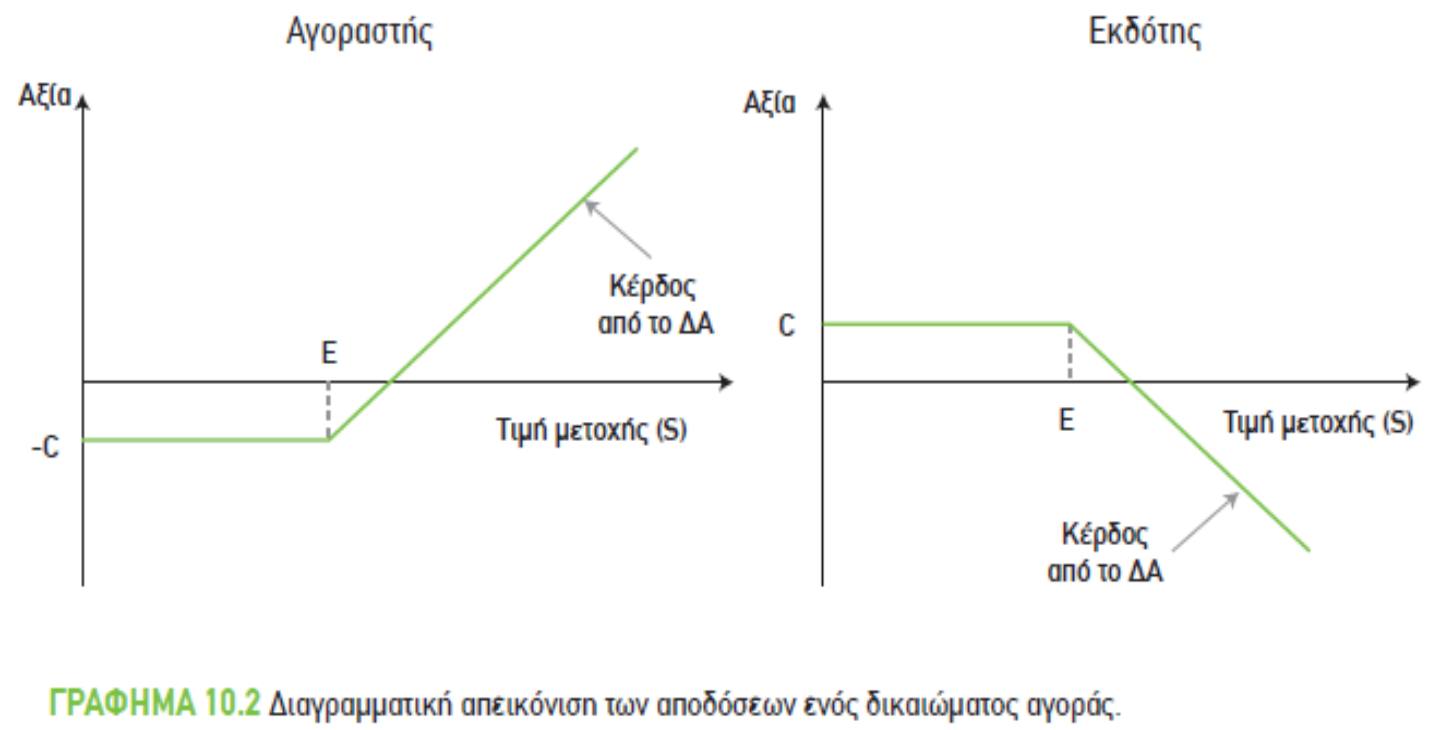 Αγοραστής
Αξία
Ε
-C
Τιμή μετοχής (S)
Κέρδος
από το ΔΑ
Εκδότης
Αξία
C
Ε
Τιμή μετοχής (S)
Κέρδος
από το ΔΑ
ΓΡΑΦΗΜΑ 10.2 Διαγραμματική απεικόνιση των αποδόσεων ενός δικαιώματος αγοράς.